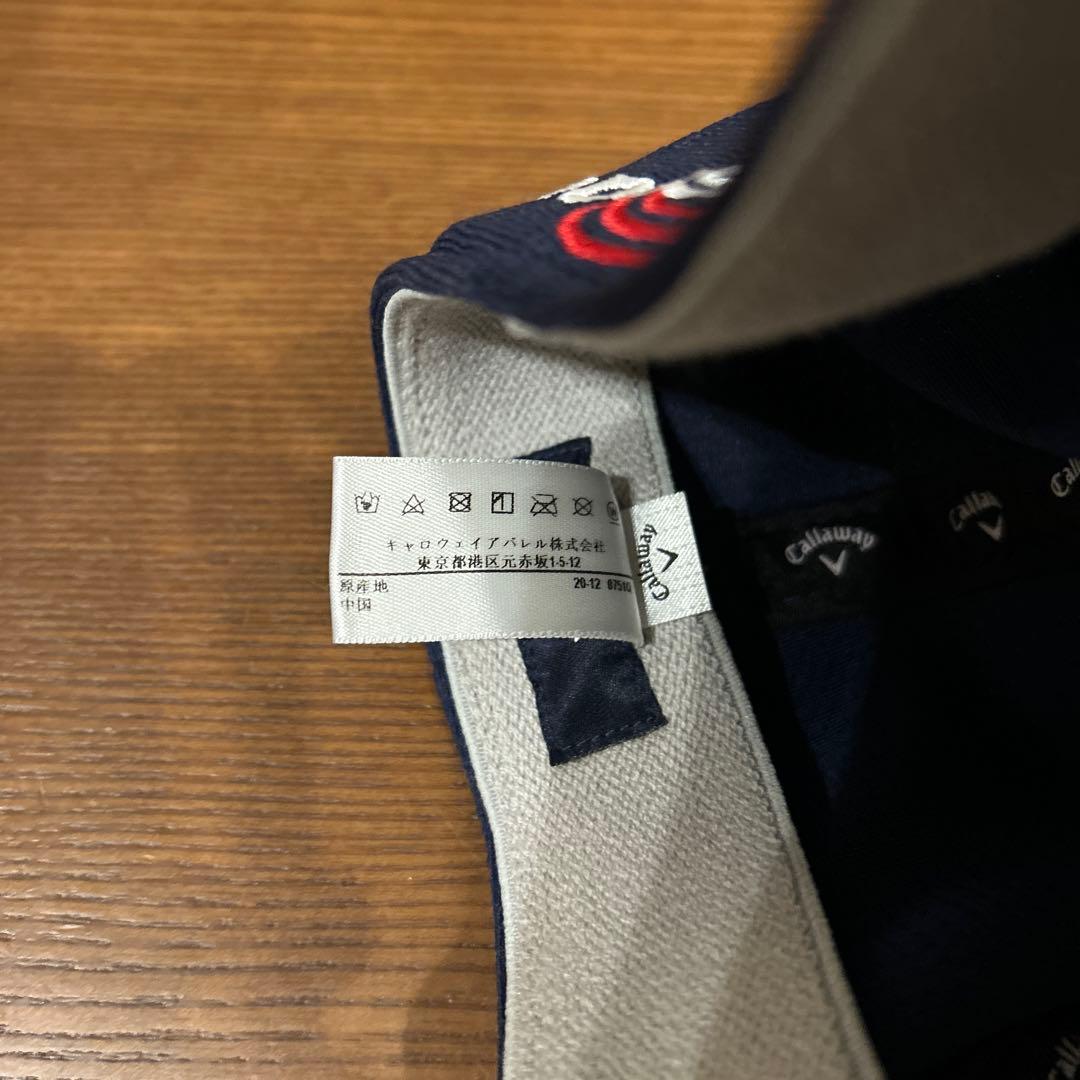 キャロウェイアパレル株式会社
東京都港区元赤坂1-5-12
原産地
20-12
中国
Callaway
Callaway
Callaway